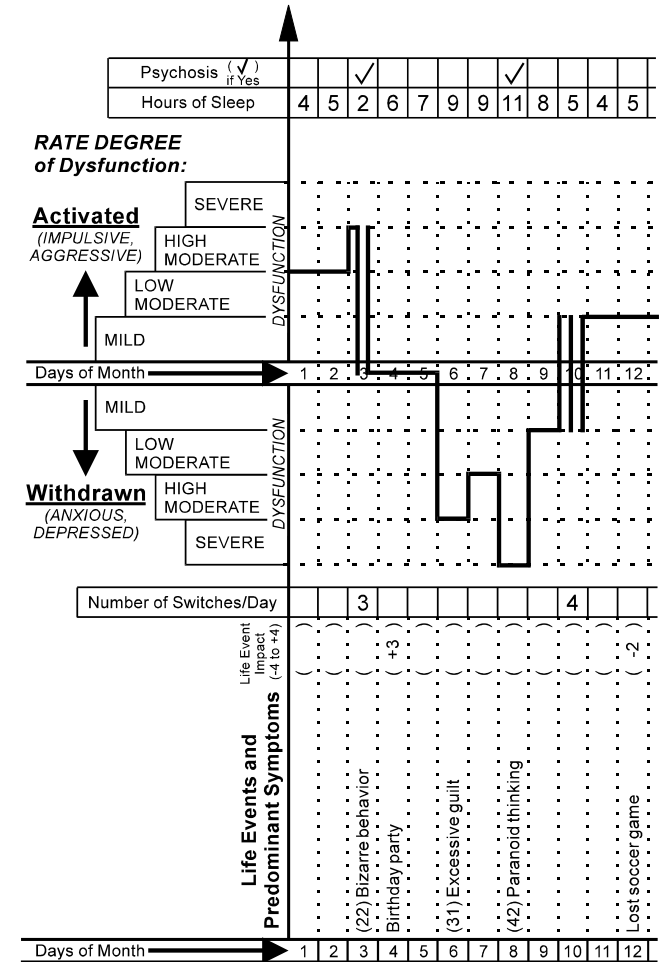 Psychosis (✓) if Yes ✓ ✓
Hours of Sleep 4 5 2 6 7 9 9 11 8 5 4 5
RATE DEGREE
of Dysfunction:
SEVERE
Activated
(IMPULSIVE,
AGGRESSIVE)
HIGH
MODERATE
LOW
MODERATE
MILD
DYSFUNCTION
Days of Month 1 2 3 4 5 6 7 8 9 10 11 12
MILD
LOW
MODERATE
Withdrawn
(ANXIOUS,
DEPRESSED)
HIGH
MODERATE
SEVERE
DYSFUNCTION
Number of Switches/Day 3 4
Life Event
Impact
(-4 to +4)
( ) ( ) ( ) (+3) ( ) ( ) ( ) ( ) ( ) ( ) ( ) (-2)
Life Events and
Predominant Symptoms
(22) Bizarre behavior
Birthday party
(31) Excessive guilt
(42) Paranoid thinking
Lost soccer game
Days of Month 1 2 3 4 5 6 7 8 9 10 11 12